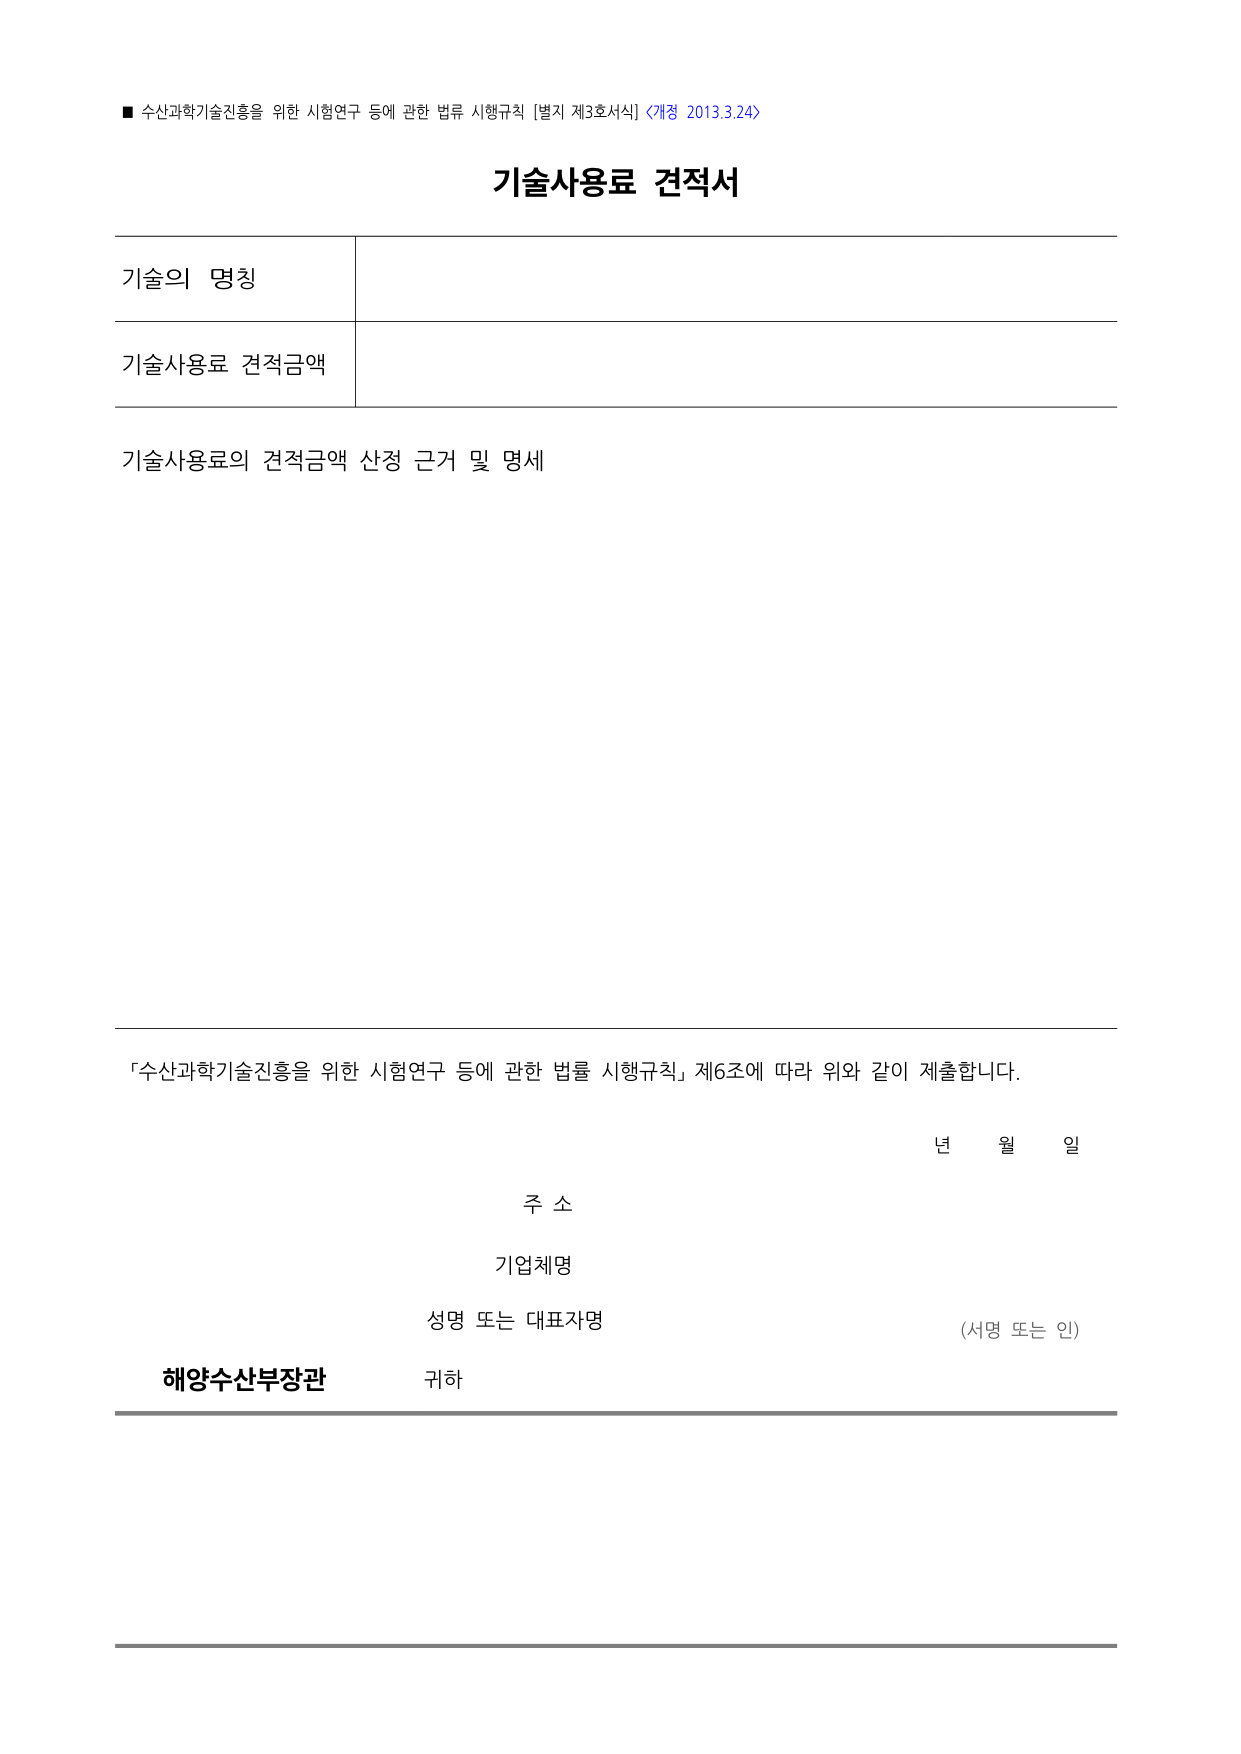 ■ 수산과학기술진흥을 위한 시험연구 등에 관한 법류 시행규칙 [별지 제3호서식] <개정 2013.3.24>
기술사용료 견적서
기술의 명칭
기술사용료 견적금액
기술사용료의 견적금액 산정 근거 및 명세
「수산과학기술진흥을 위한 시험연구 등에 관한 법률 시행규칙」 제6조에 따라 위와 같이 제출합니다.
년 월 일
주 소
기업체명
성명 또는 대표자명 (서명 또는 인)
해양수산부장관 귀하